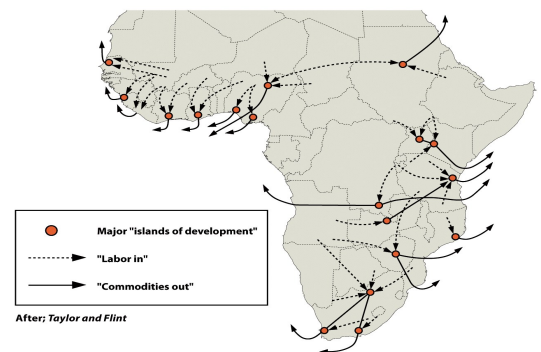 Major "islands of development"
"Labor in"
"Commodities out"
After; Taylor and Flint